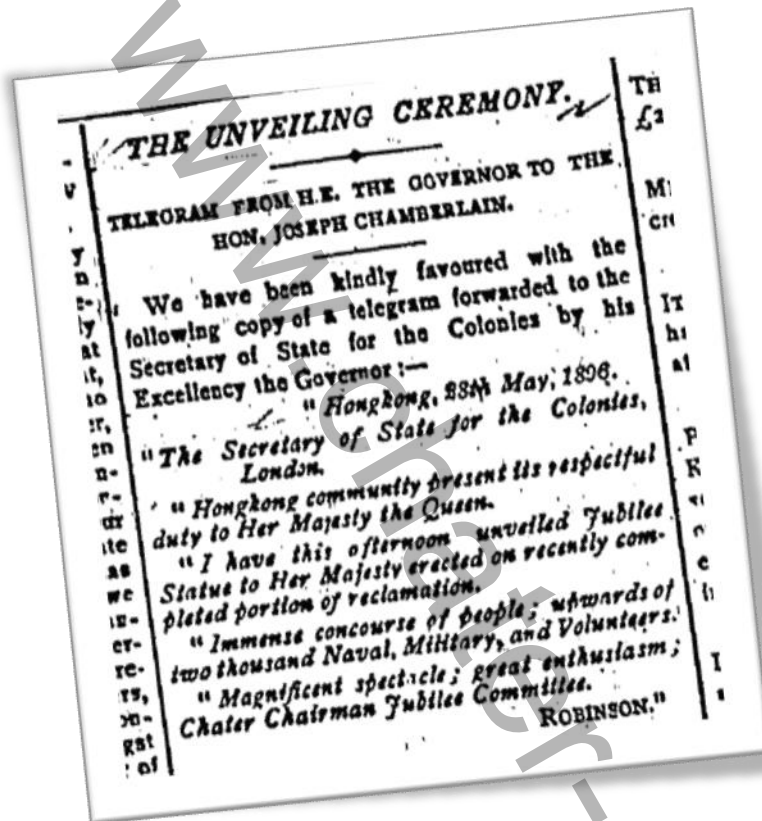 THE UNVEILING CEREMONY.
TELEGRAM FROM H.E. THE GOVERNOR TO THE
HON. JOSEPH CHAMBERLAIN.
We have been kindly favoured with the
following copy of a telegram forwarded to the
Secretary of State for the Colonies by his
Excellency the Governor:—
"Hongkong, 28th May, 1896.
"The Secretary of State for the Colonies,
London.
"Hongkong community present its respectful
duty to Her Majesty the Queen.
"I have this afternoon unveiled Jubilee
Statue to Her Majesty erected on recently com-
pleted portion of reclamation.
"Immense concourse of people; upwards of
two thousand Naval, Military, and Volunteers.
"Magnificent spectacle; great enthusiasm;
Chater Chairman Jubilee Committee.
ROBINSON."
www.chater-